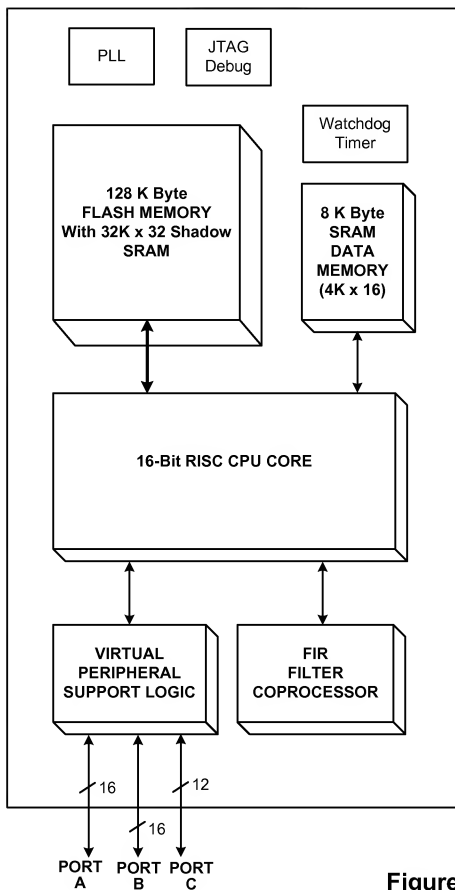 PLL
JTAG
Debug
Watchdog
Timer
128 K Byte
FLASH MEMORY
With 32K x 32 Shadow
SRAM
8 K Byte
SRAM
DATA
MEMORY
(4K x 16)
16-Bit RISC CPU CORE
VIRTUAL
PERIPHERAL
SUPPORT LOGIC
FIR
FILTER
COPROCESSOR
16
12
16
PORT
A
PORT
B
PORT
C
Figure